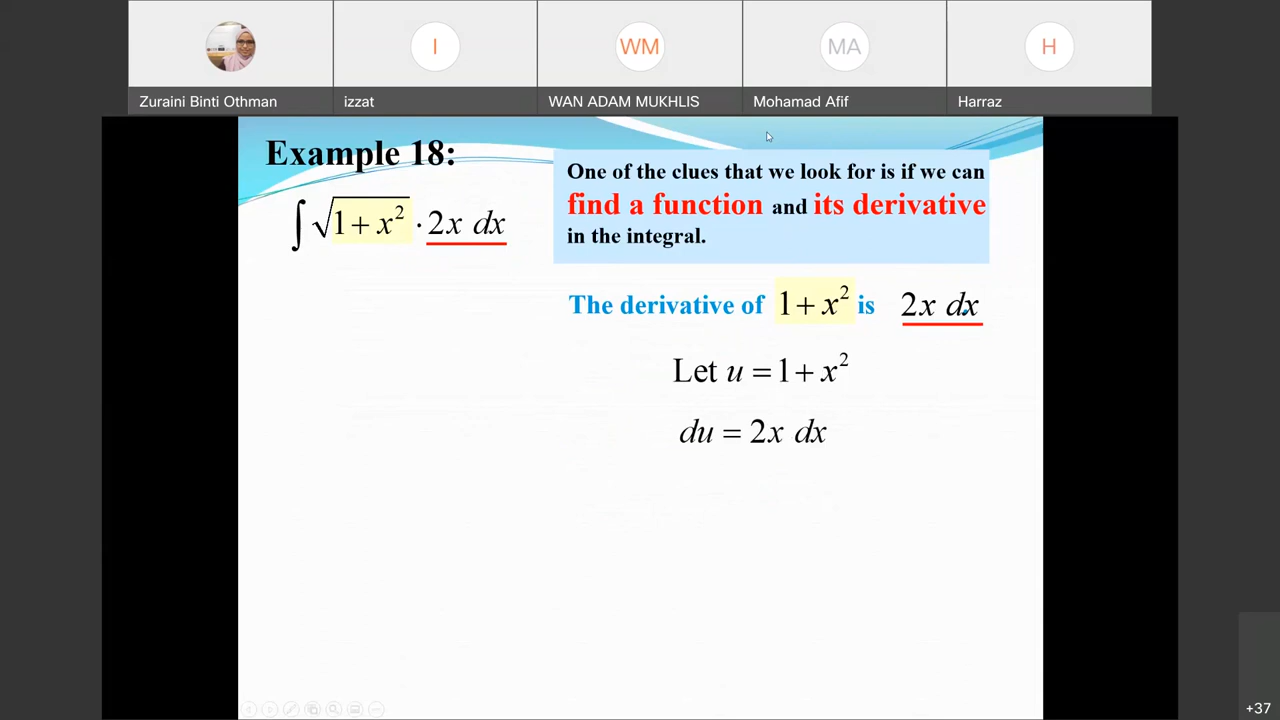 I
WM
MA
H
Zuraini Binti Othman
izzat
WAN ADAM MUKHLIS
Mohamad Afif
Harraz
Example 18:
∫ √(1 + x²) · 2x dx
One of the clues that we look for is if we can
find a function and its derivative
in the integral.
The derivative of 1 + x² is 2x dx
Let u = 1 + x²
du = 2x dx
+37